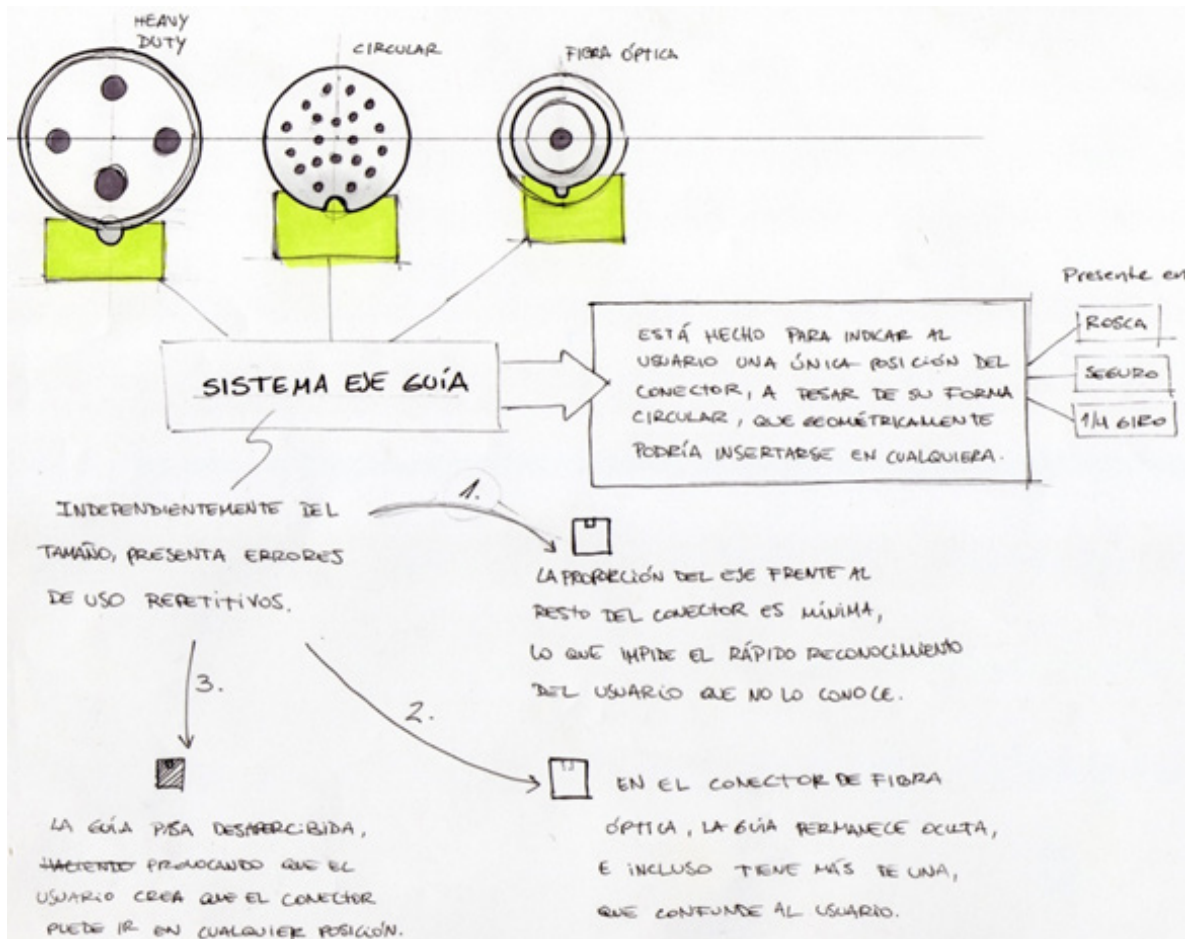 HEAVY
DUTY
CIRCULAR
FIBRA ÓPTICA
SISTEMA EJE GUÍA
ESTÁ HECHO PARA INDICAR AL
USUARIO UNA ÚNICA POSICIÓN DEL
CONECTOR, A PESAR DE SU FORMA
CIRCULAR, QUE GEOMÉTRICAMENTE
PODRÍA INSERTARSE EN CUALQUIERA.
Presente en
ROSCA
SEGURO
1/4 GIRO
INDEPENDIENTEMENTE DEL
TAMAÑO, PRESENTA ERRORES
DE USO REPETITIVOS.
1.
LA PROPORCIÓN DEL EJE FRENTE AL
RESTO DEL CONECTOR ES MÍNIMA,
LO QUE IMPIDE EL RÁPIDO RECONOCIMIENTO
DEL USUARIO QUE NO LO CONOCE.
2.
EN EL CONECTOR DE FIBRA
ÓPTICA, LA GUÍA PERMANECE OCULTA,
E INCLUSO TIENE MÁS DE UNA,
QUE CONFUNDE AL USUARIO.
3.
LA GUÍA PASA DESAPERCIBIDA,
HACIENDO PROVOCANDO QUE EL
USUARIO CREA QUE EL CONECTOR
PUEDE IR EN CUALQUIER POSICIÓN.